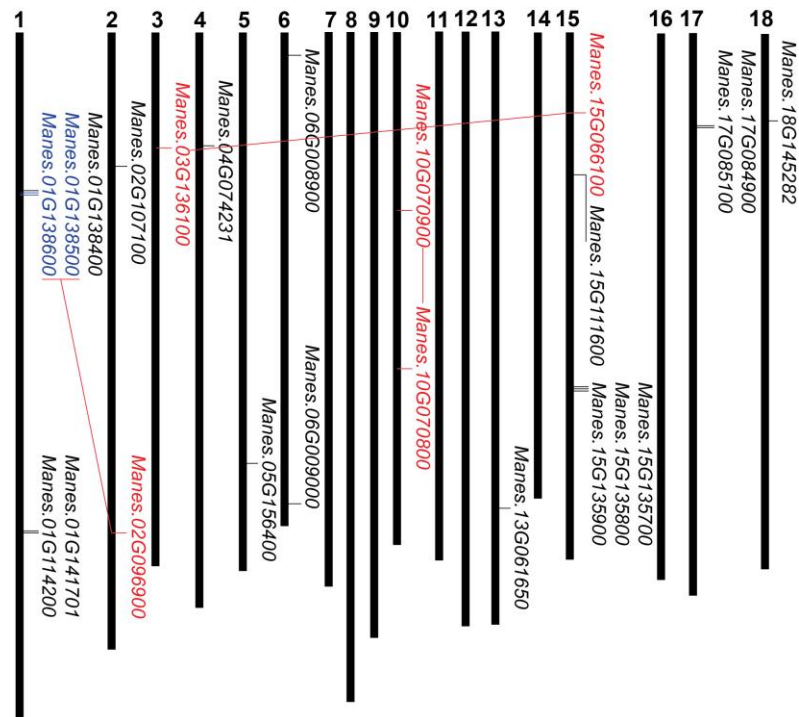 1 2 3 4 5 6 7 8 9 10 11 12 13 14 15 16 17 18
Manes.01G138400
Manes.01G138500
Manes.01G138600
Manes.01G141701
Manes.01G114200
Manes.02G107100
Manes.02G096900
Manes.03G136100
Manes.04G074231
Manes.05G156400
Manes.06G008900
Manes.06G009000
Manes.10G070900
Manes.10G070800
Manes.13G061650
Manes.15G066100
Manes.15G111600
Manes.15G135700
Manes.15G135800
Manes.15G135900
Manes.17G084900
Manes.17G085100
Manes.18G145282